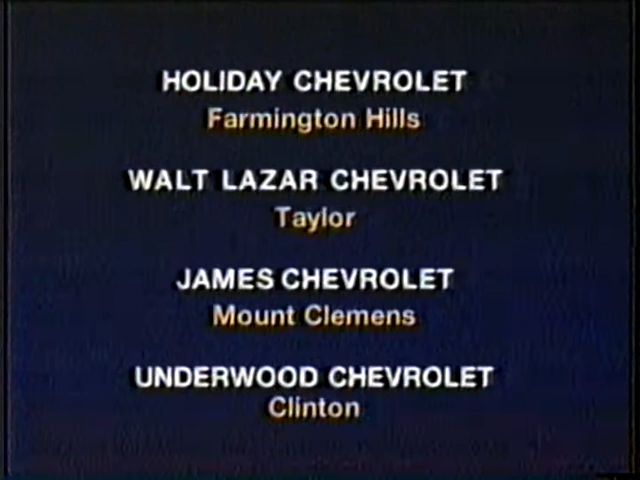 HOLIDAY CHEVROLET
Farmington Hills
WALT LAZAR CHEVROLET
Taylor
JAMES CHEVROLET
Mount Clemens
UNDERWOOD CHEVROLET
Clinton